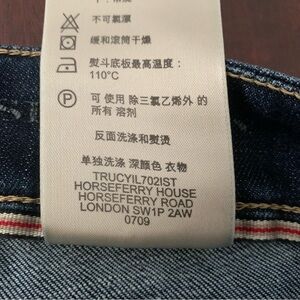 不可氯漂
缓和滚筒干燥
熨斗底板最高温度：
110°C
可使用 除三氯乙烯外 的
所有 溶剂
反面洗涤和熨烫
单独洗涤 深颜色 衣物
TRUCYIL702IST
HORSEFERRY HOUSE
HORSEFERRY ROAD
LONDON SW1P 2AW
0709